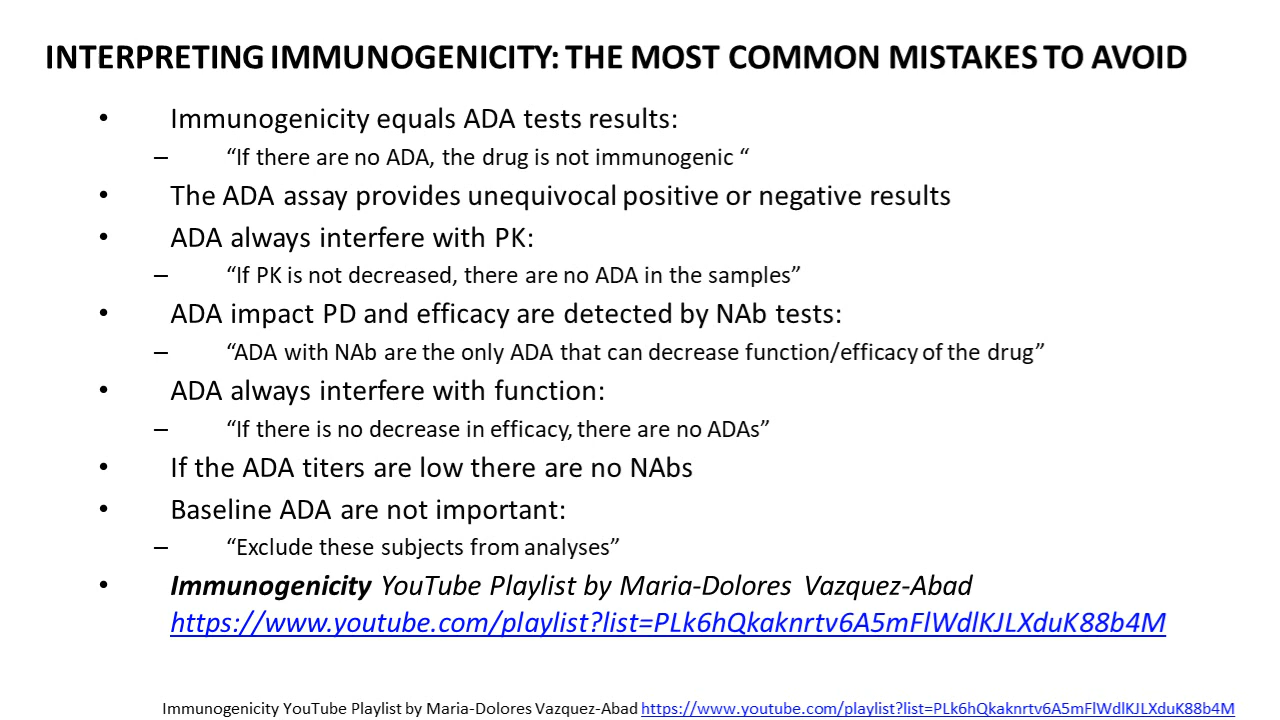 INTERPRETING IMMUNOGENICITY: THE MOST COMMON MISTAKES TO AVOID
• Immunogenicity equals ADA tests results:
– “If there are no ADA, the drug is not immunogenic “
• The ADA assay provides unequivocal positive or negative results
• ADA always interfere with PK:
– “If PK is not decreased, there are no ADA in the samples”
• ADA impact PD and efficacy are detected by NAb tests:
– “ADA with NAb are the only ADA that can decrease function/efficacy of the drug”
• ADA always interfere with function:
– “If there is no decrease in efficacy, there are no ADAs”
• If the ADA titers are low there are no NAbs
• Baseline ADA are not important:
– “Exclude these subjects from analyses”
• Immunogenicity YouTube Playlist by Maria-Dolores Vazquez-Abad
https://www.youtube.com/playlist?list=PLk6hQkaknrtv6A5mFlWdlKJLXduK88b4M
Immunogenicity YouTube Playlist by Maria-Dolores Vazquez-Abad https://www.youtube.com/playlist?list=PLk6hQkaknrtv6A5mFlWdlKJLXduK88b4M